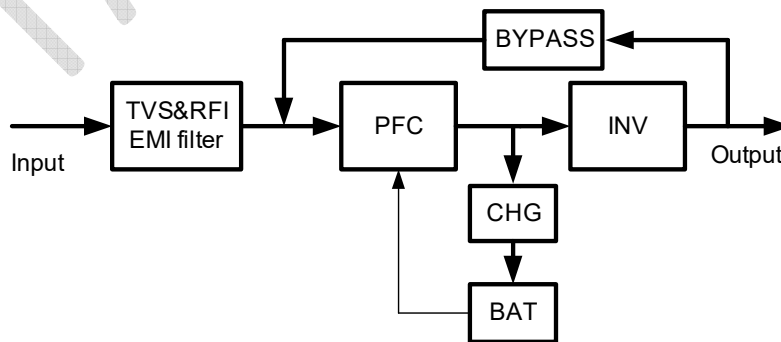 BYPASS
TVS&RFI
EMI filter
PFC
INV
Input
Output
CHG
BAT